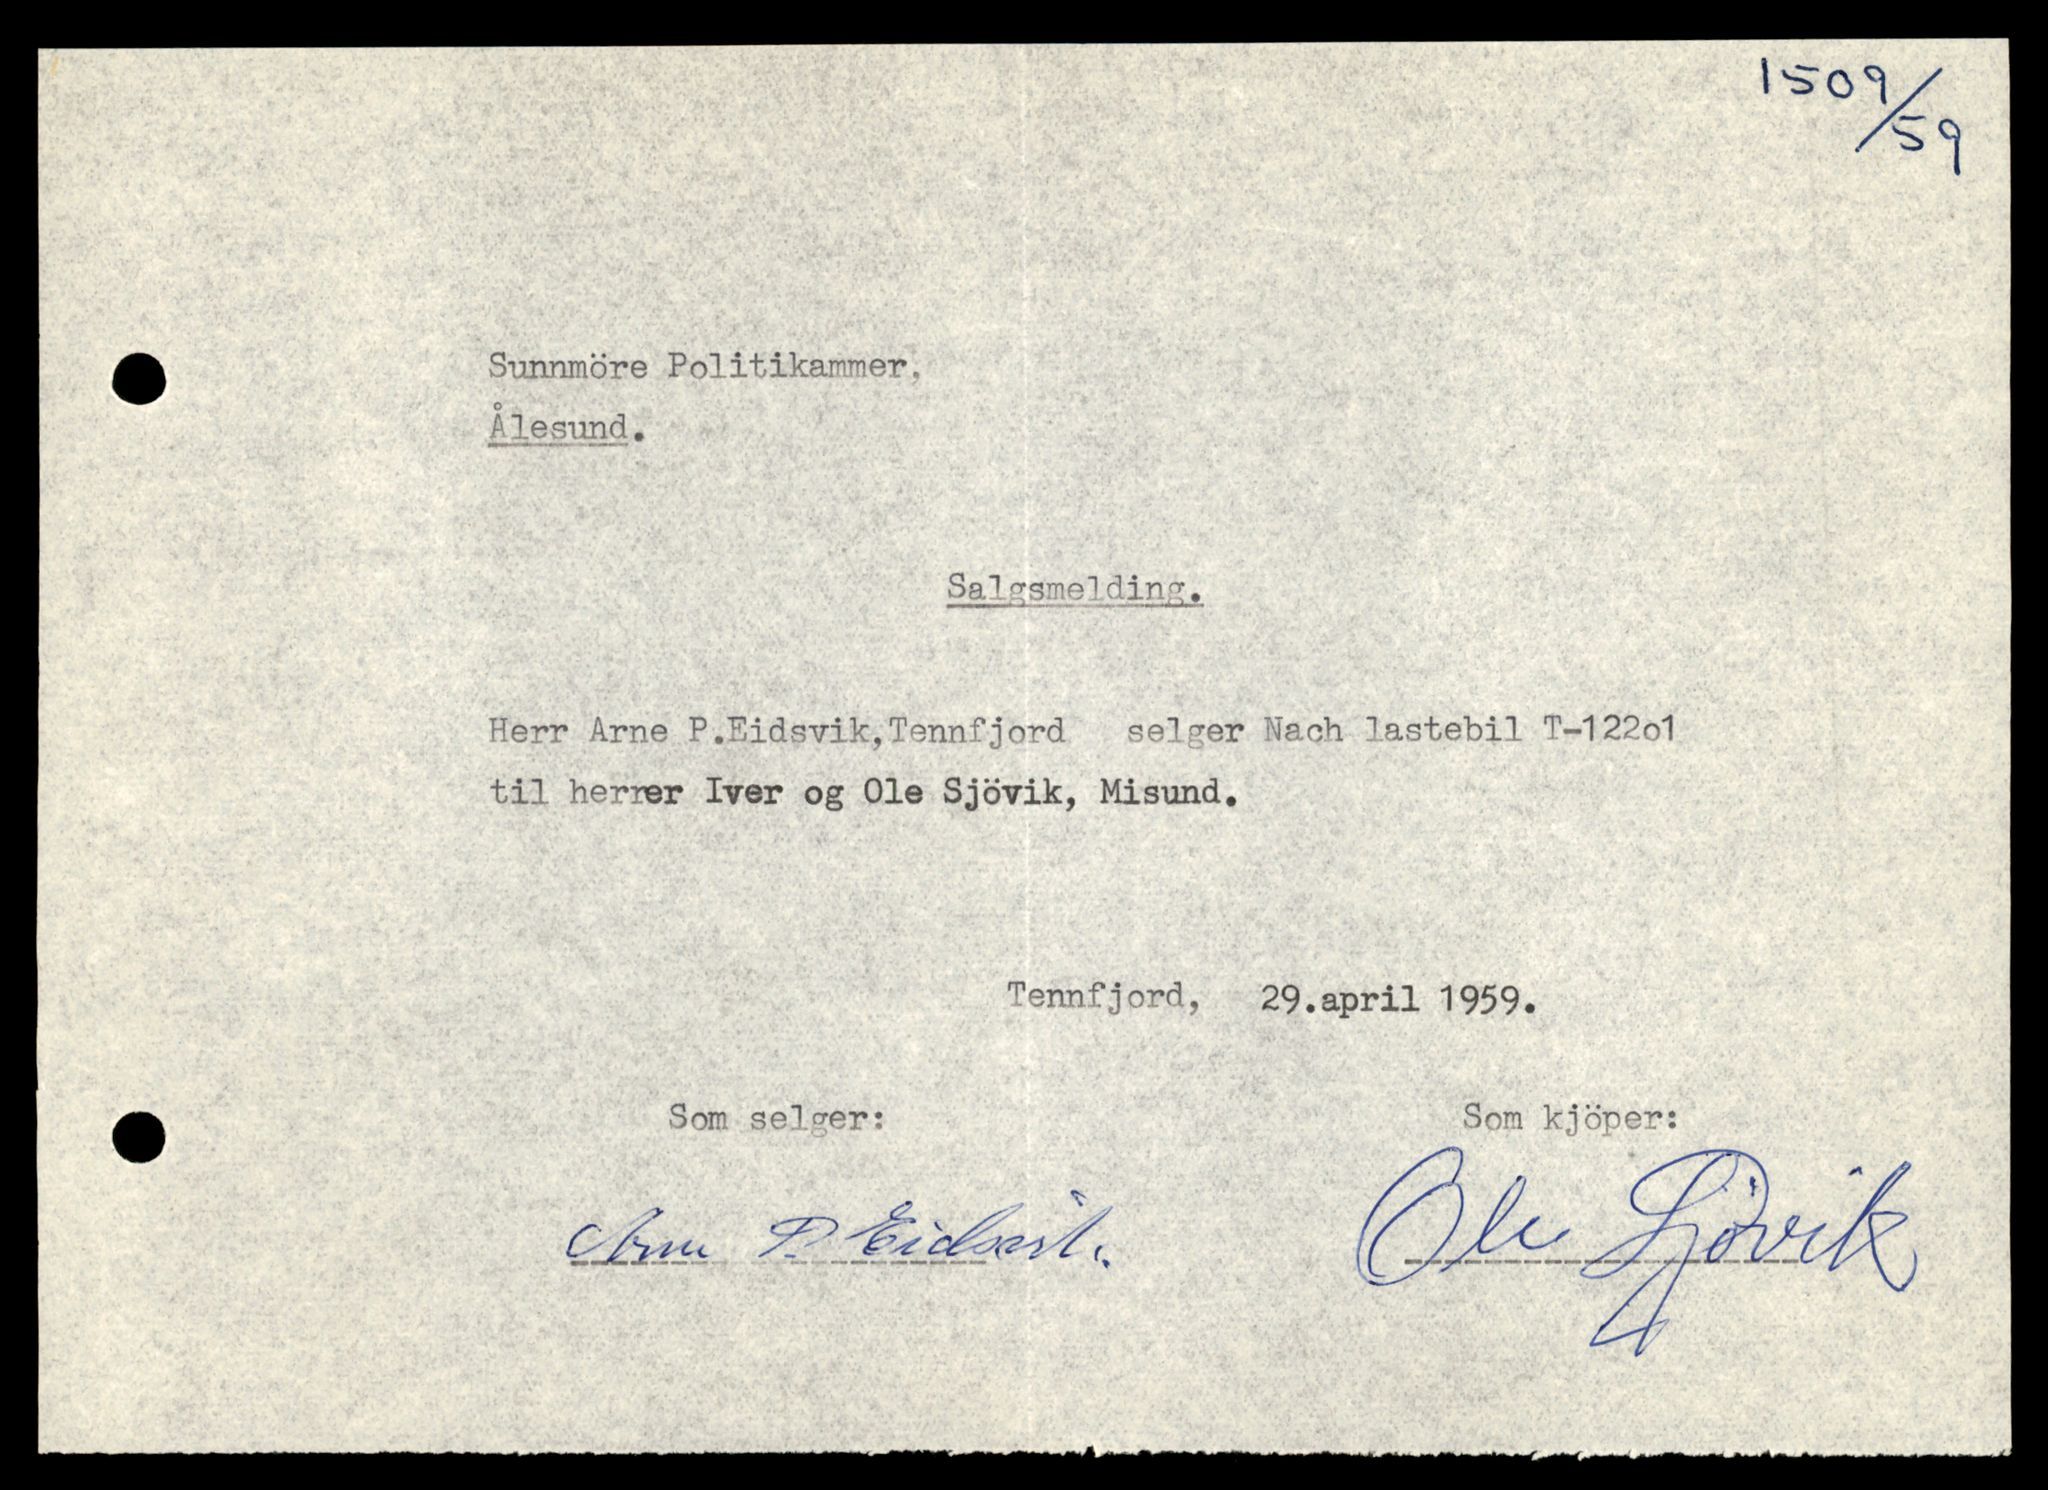 1509/59
Sunnmöre Politikammer,
Ålesund.
Salgsmelding.
Herr Arne P.Eidsvik,Tennfjord selger Nach lastebil T-122o1
til herrer Iver og Ole Sjövik, Misund.
Tennfjord, 29.april 1959.
Som selger: Som kjöper:
Arne P. Eidsvik. Ole Sjövik